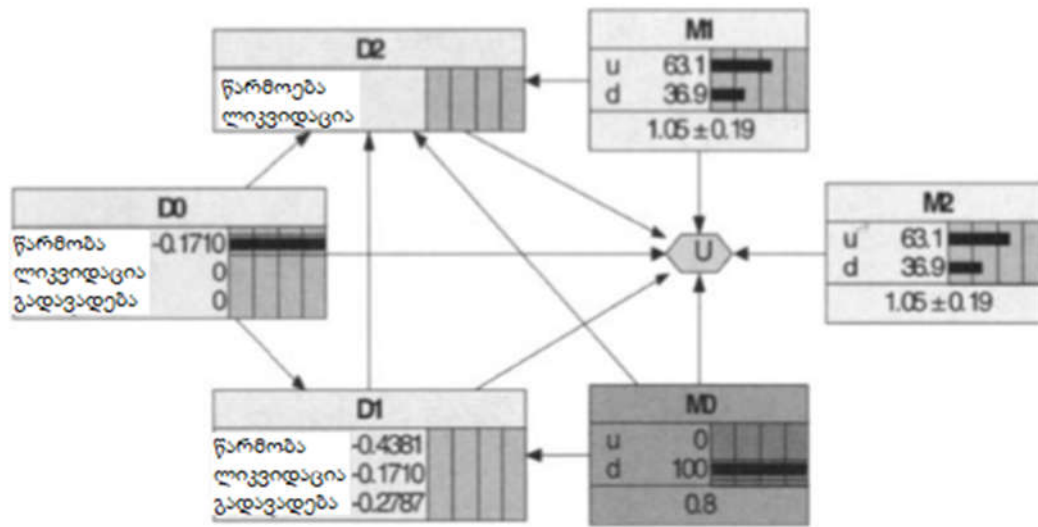 D2
წარმოება
ლიკვიდაცია
M1
u 63.1
d 36.9
1.05 ± 0.19
D0
წარმობა -0.1710
ლიკვიდაცია 0
გადავადება 0
U
M2
u 63.1
d 36.9
1.05 ± 0.19
D1
წარმობა -0.4381
ლიკვიდაცია -0.1710
გადავადება -0.2787
M0
u 0
d 100
0.8